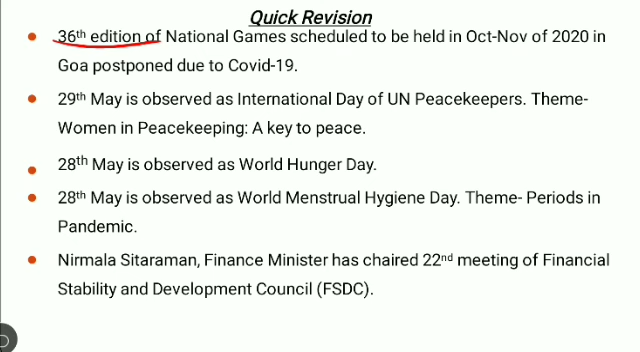 Quick Revision
36th edition of National Games scheduled to be held in Oct-Nov of 2020 in
Goa postponed due to Covid-19.
29th May is observed as International Day of UN Peacekeepers. Theme-
Women in Peacekeeping: A key to peace.
28th May is observed as World Hunger Day.
28th May is observed as World Menstrual Hygiene Day. Theme- Periods in
Pandemic.
Nirmala Sitaraman, Finance Minister has chaired 22nd meeting of Financial
Stability and Development Council (FSDC).